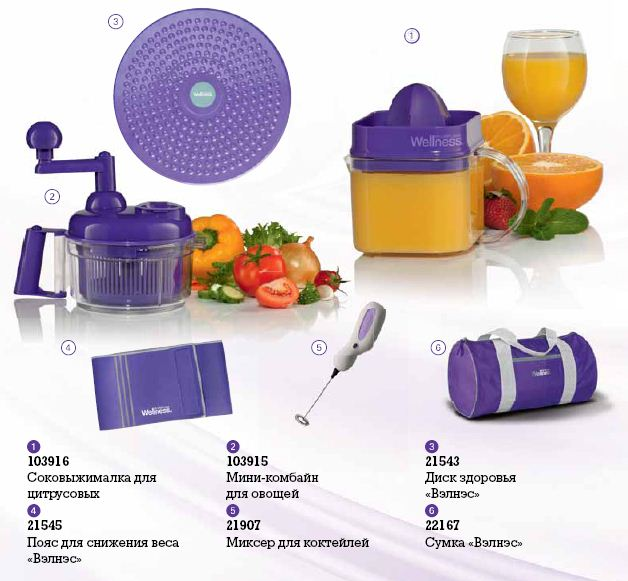 3
1
Wellness
Wellness
2
4
5
6
Wellness
Wellness
1
103916
Соковыжималка для
цитрусовых
2
103915
Мини-комбайн
для овощей
3
21543
Диск здоровья
«Вэлнэс»
4
21545
Пояс для снижения веса
«Вэлнэс»
5
21907
Миксер для коктейлей
6
22167
Сумка «Вэлнэс»